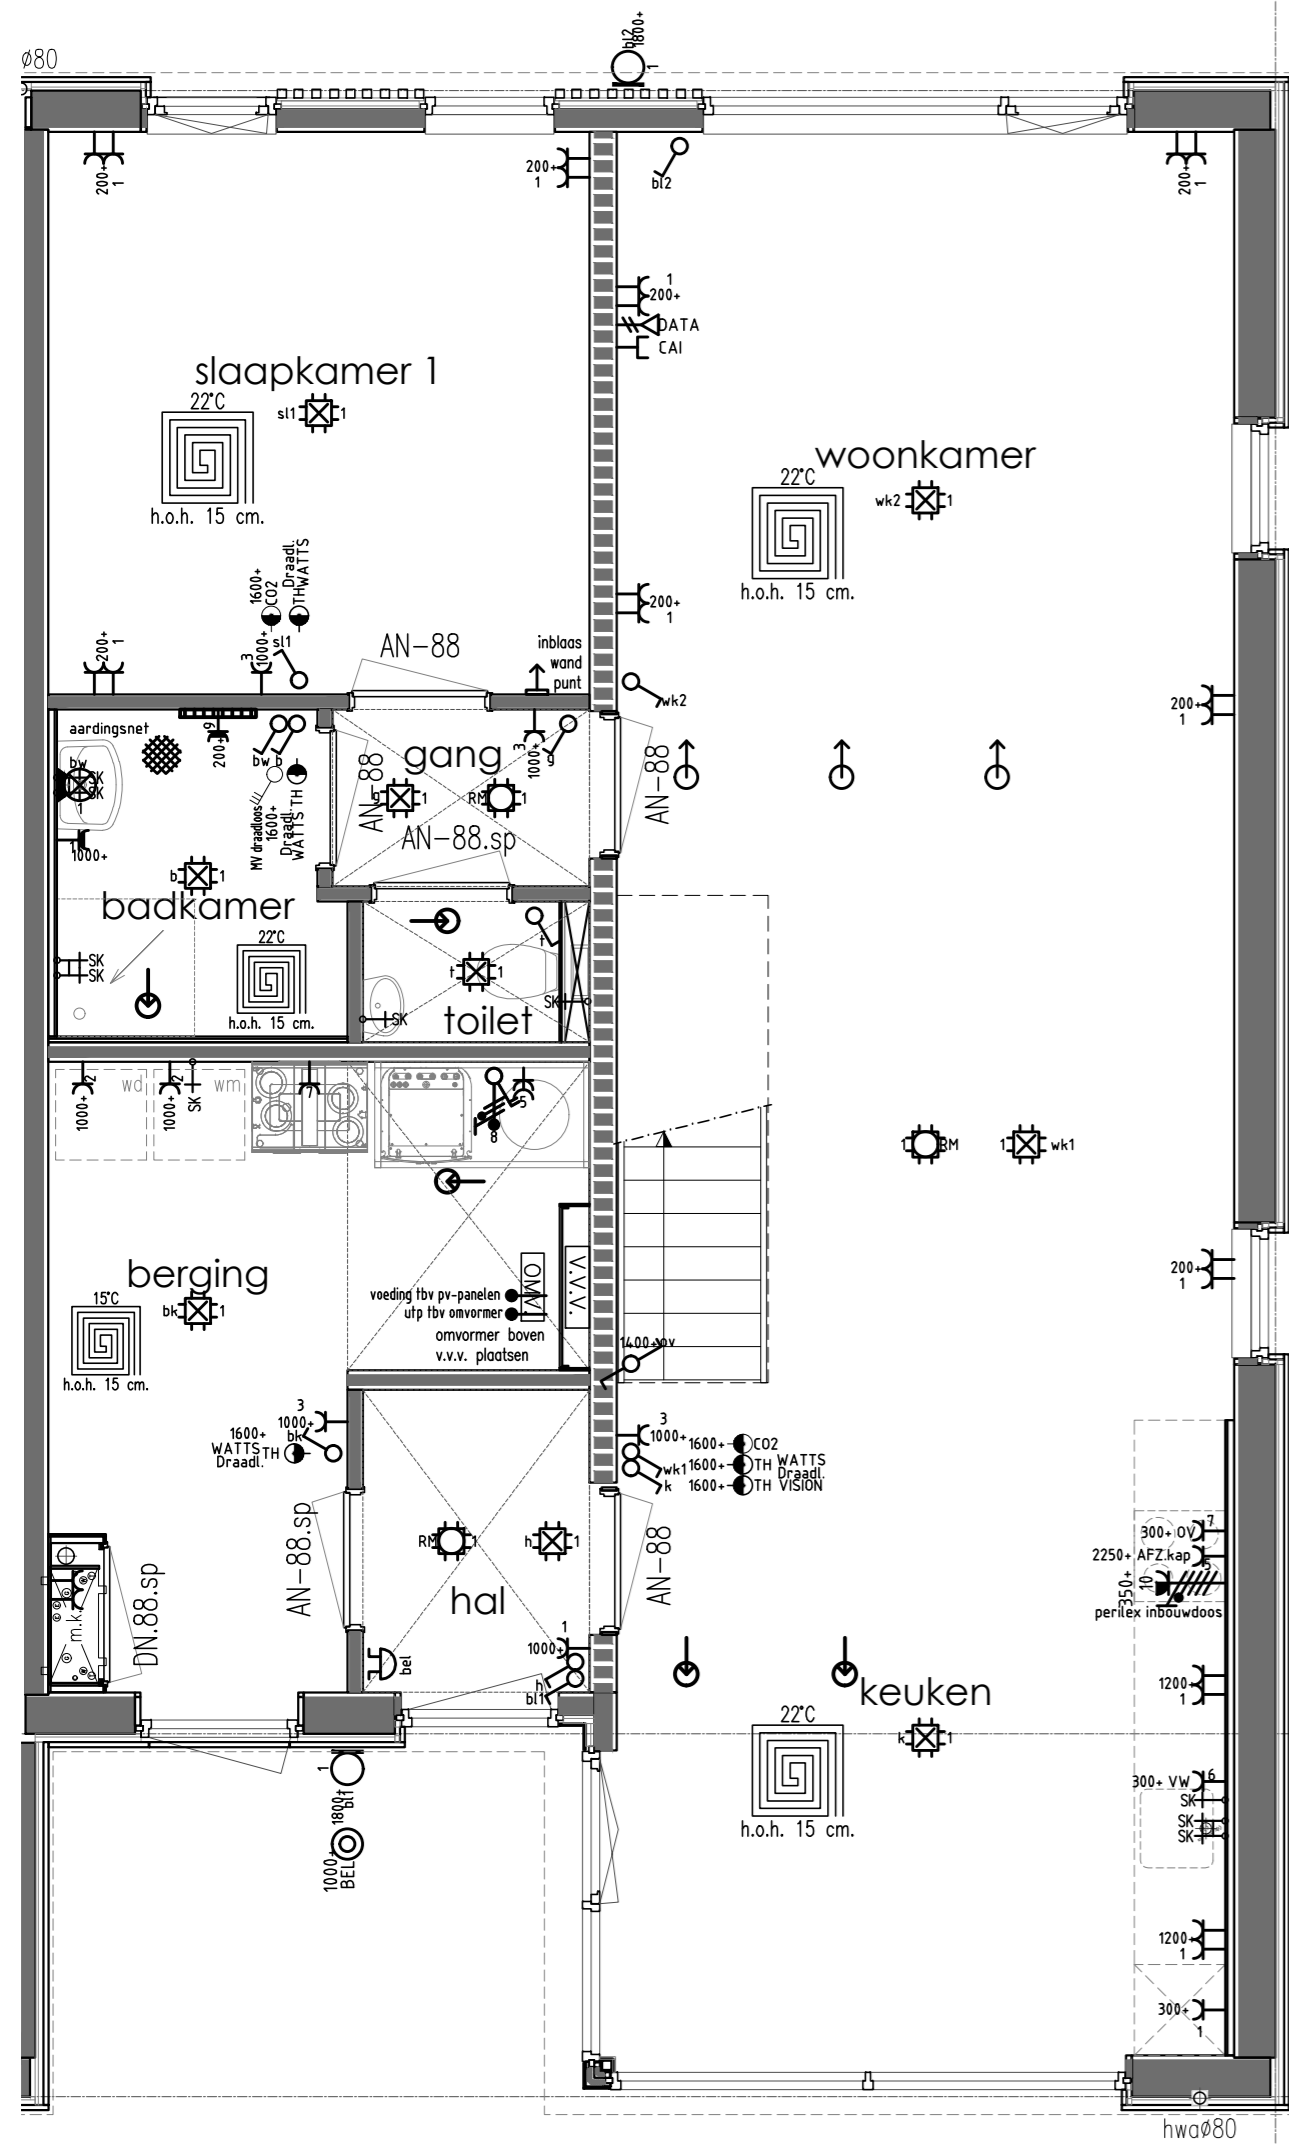 ø80
bl2
1800+
1
200+
1
200+
1
bl2
200+
1
1
200+
DATA
CAI
slaapkamer 1
22°C
sl1
1
h.o.h. 15 cm.
woonkamer
22°C
wk2
1
h.o.h. 15 cm.
1600+
CO2
Draadl.
TH WATTS
200+
1
200+
1
3
1000+
sl1
AN-88
inblaas
wand
punt
wk2
200+
1
aardingsnet
9
200+
bw
b
gang
3
1000+
g
AN-88
bw
SK
SK
1
1000+
MV draadloos
1600+
Draadl.
WATTS TH
AN-88
g
1
RM
1
AN-88.sp
b
1
badkamer
22°C
h.o.h. 15 cm.
SK
SK
t
t
1
SK
SK
toilet
1000+
2
wd
1000+
2
SK
wm
7
5
8
1
RM
1
wk1
berging
15°C
bk
1
h.o.h. 15 cm.
OMV.
V.V.V.
voeding tbv pv-panelen
utp tbv omvormer
omvormer boven
v.v.v. plaatsen
200+
1
1400+ov
3
1000+
bk
1600+
WATTS TH
Draadl.
3
1000+
wk1
k
1600+
CO2
1600+
TH WATTS
Draadl.
1600+
TH VISION
AN-88.sp
RM
1
h
1
AN-88
hal
DN.88.sp
m.k.
300+ OV
7
2250+ AFZ.kap
5
350+
10
perilex inbouwdoos
bel
1
1000+
h
bl1
1200+
1
keuken
22°C
k
1
h.o.h. 15 cm.
300+ VW
6
SK
SK
SK
1
1800+
bl1
1000+
BEL
1200+
1
300+
1
hwaø80